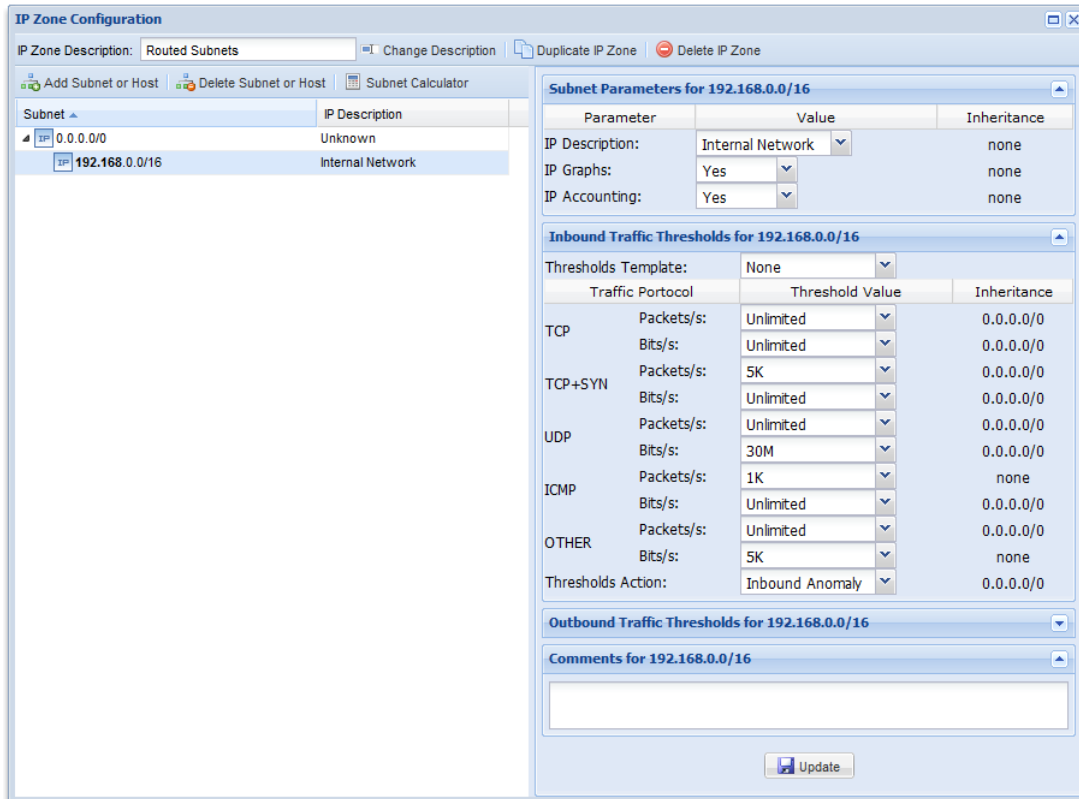 IP Zone Configuration
IP Zone Description: Routed Subnets Change Description Duplicate IP Zone Delete IP Zone
Add Subnet or Host Delete Subnet or Host Subnet Calculator
Subnet IP Description
IP 0.0.0.0/0 Unknown
IP 192.168.0.0/16 Internal Network
Subnet Parameters for 192.168.0.0/16
Parameter Value Inheritance
IP Description: Internal Network none
IP Graphs: Yes none
IP Accounting: Yes none
Inbound Traffic Thresholds for 192.168.0.0/16
Thresholds Template: None
Traffic Portocol Threshold Value Inheritance
TCP
Packets/s: Unlimited 0.0.0.0/0
Bits/s: Unlimited 0.0.0.0/0
TCP+SYN
Packets/s: 5K 0.0.0.0/0
Bits/s: Unlimited 0.0.0.0/0
UDP
Packets/s: Unlimited 0.0.0.0/0
Bits/s: 30M 0.0.0.0/0
ICMP
Packets/s: 1K none
Bits/s: Unlimited 0.0.0.0/0
OTHER
Packets/s: Unlimited 0.0.0.0/0
Bits/s: 5K none
Thresholds Action: Inbound Anomaly 0.0.0.0/0
Outbound Traffic Thresholds for 192.168.0.0/16
Comments for 192.168.0.0/16
Update